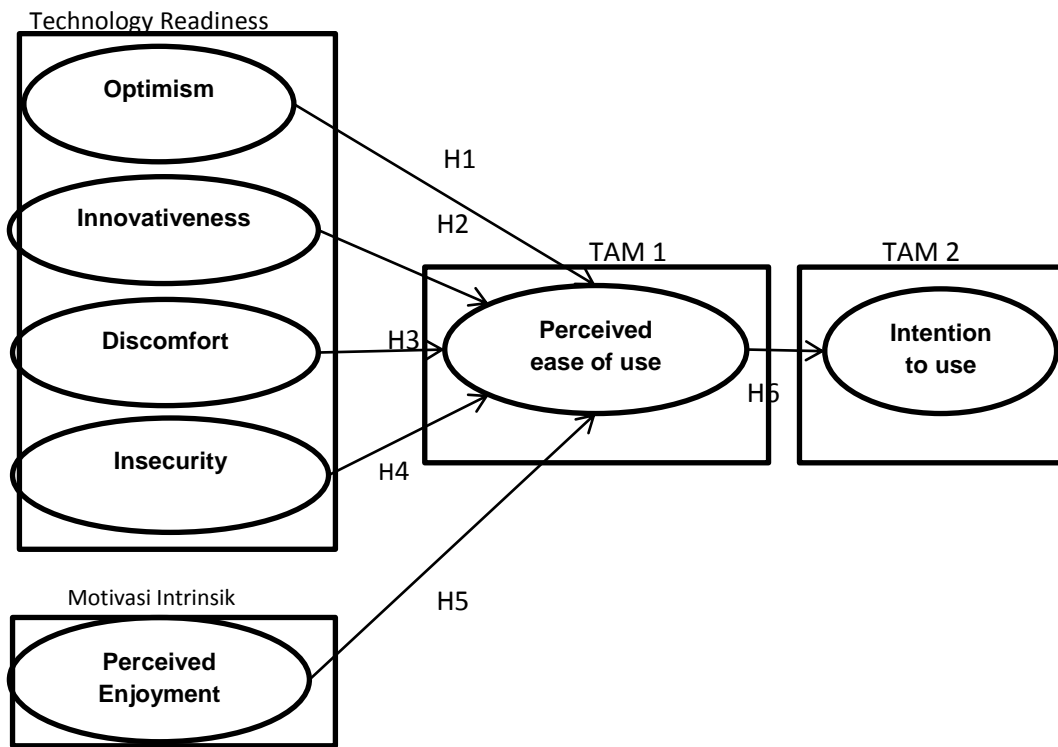 Technology Readiness
Optimism
H1
Innovativeness
H2
TAM 1
TAM 2
Discomfort
H3
Perceived
ease of use
Intention
to use
H6
Insecurity
H4
Motivasi Intrinsik
H5
Perceived
Enjoyment